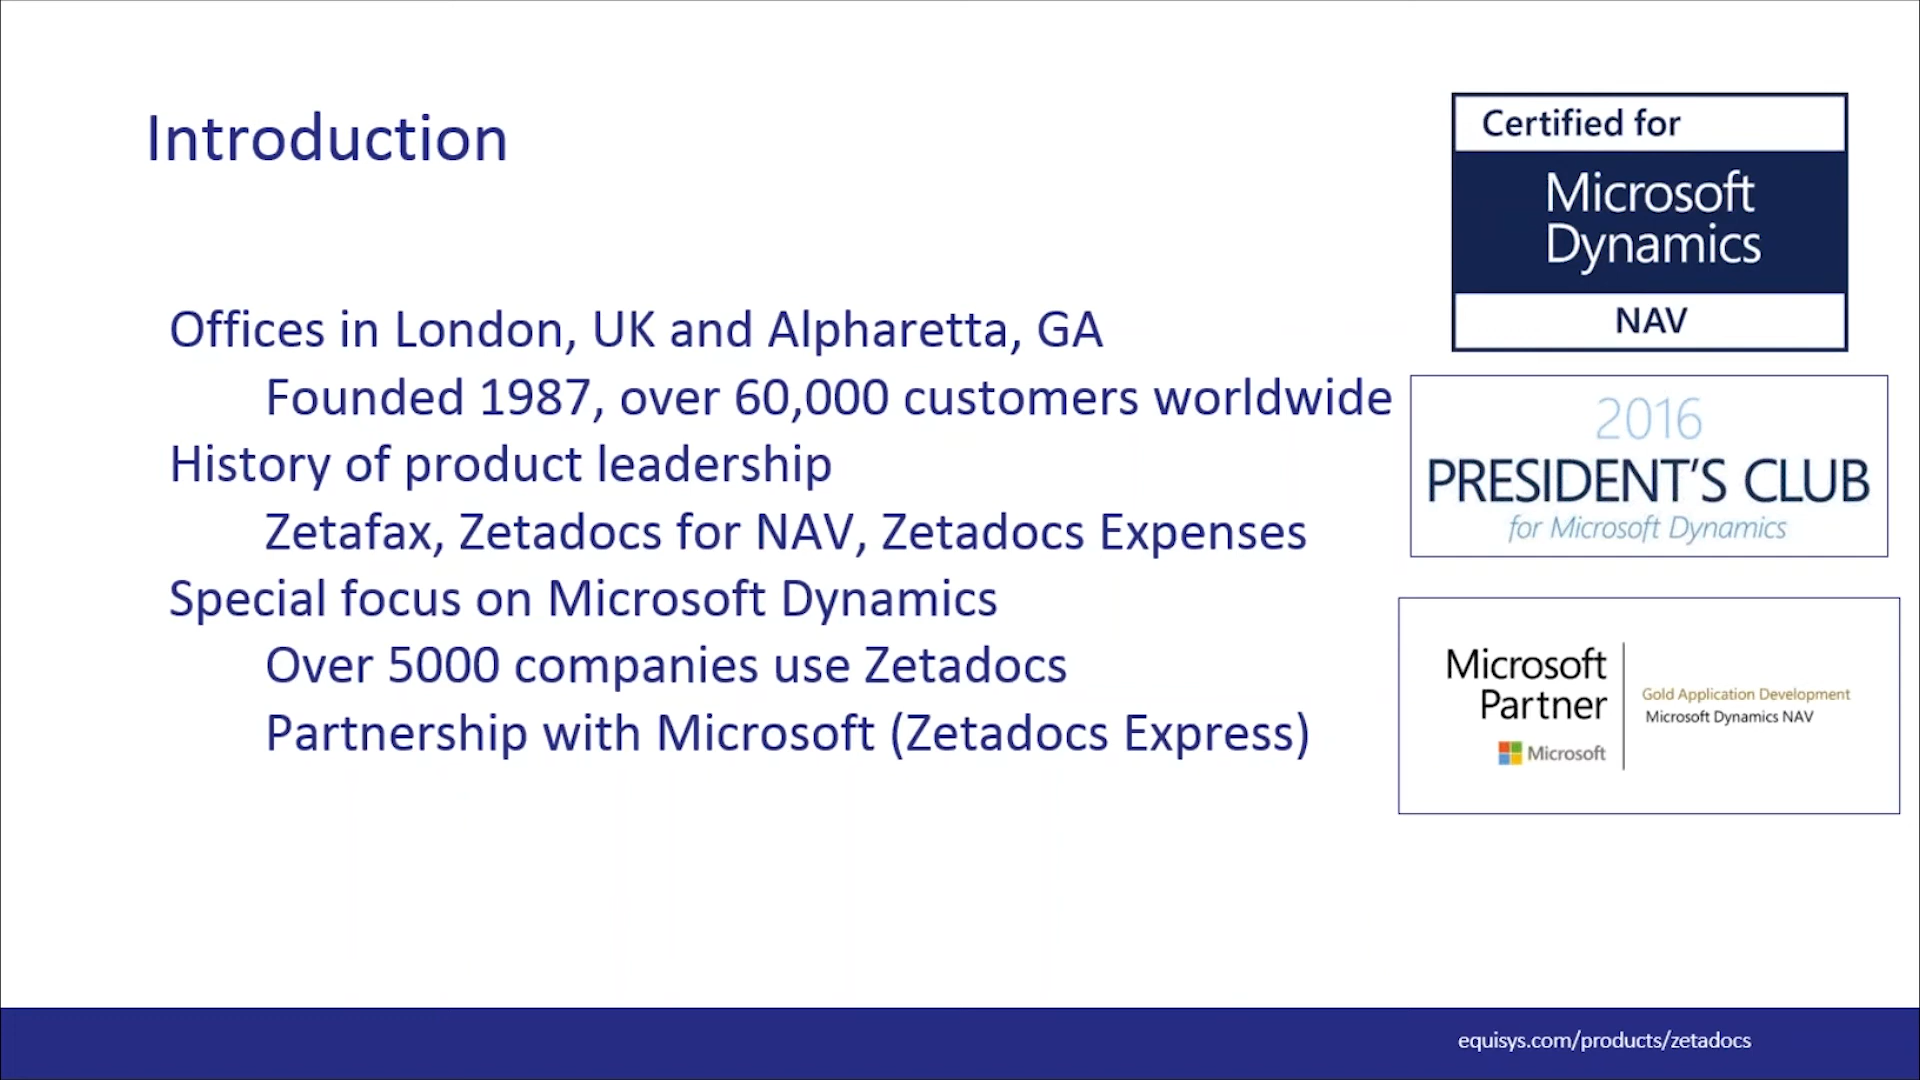 Introduction
Offices in London, UK and Alpharetta, GA
Founded 1987, over 60,000 customers worldwide
History of product leadership
Zetafax, Zetadocs for NAV, Zetadocs Expenses
Special focus on Microsoft Dynamics
Over 5000 companies use Zetadocs
Partnership with Microsoft (Zetadocs Express)
Certified for
Microsoft
Dynamics
NAV
2016
PRESIDENT'S CLUB
for Microsoft Dynamics
Microsoft
Partner
Microsoft
Gold Application Development
Microsoft Dynamics NAV
equisys.com/products/zetadocs